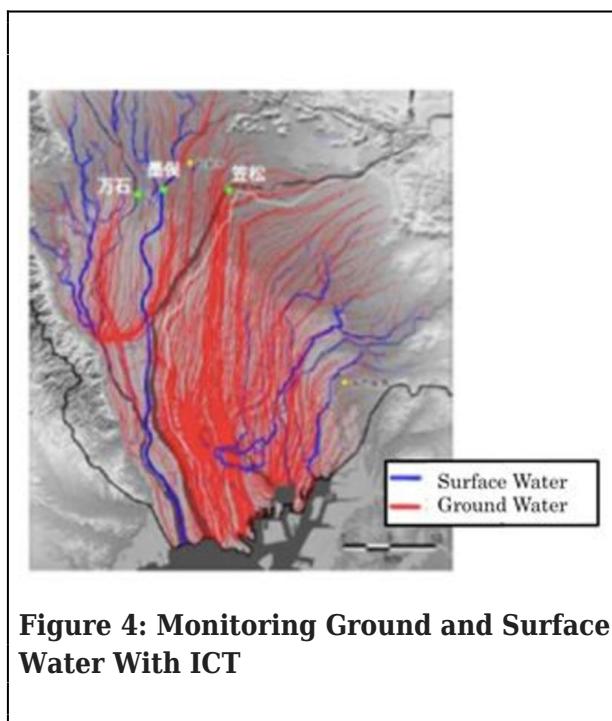 万石
墨俣
笠松
Surface Water
Ground Water
Figure 4: Monitoring Ground and Surface
Water With ICT